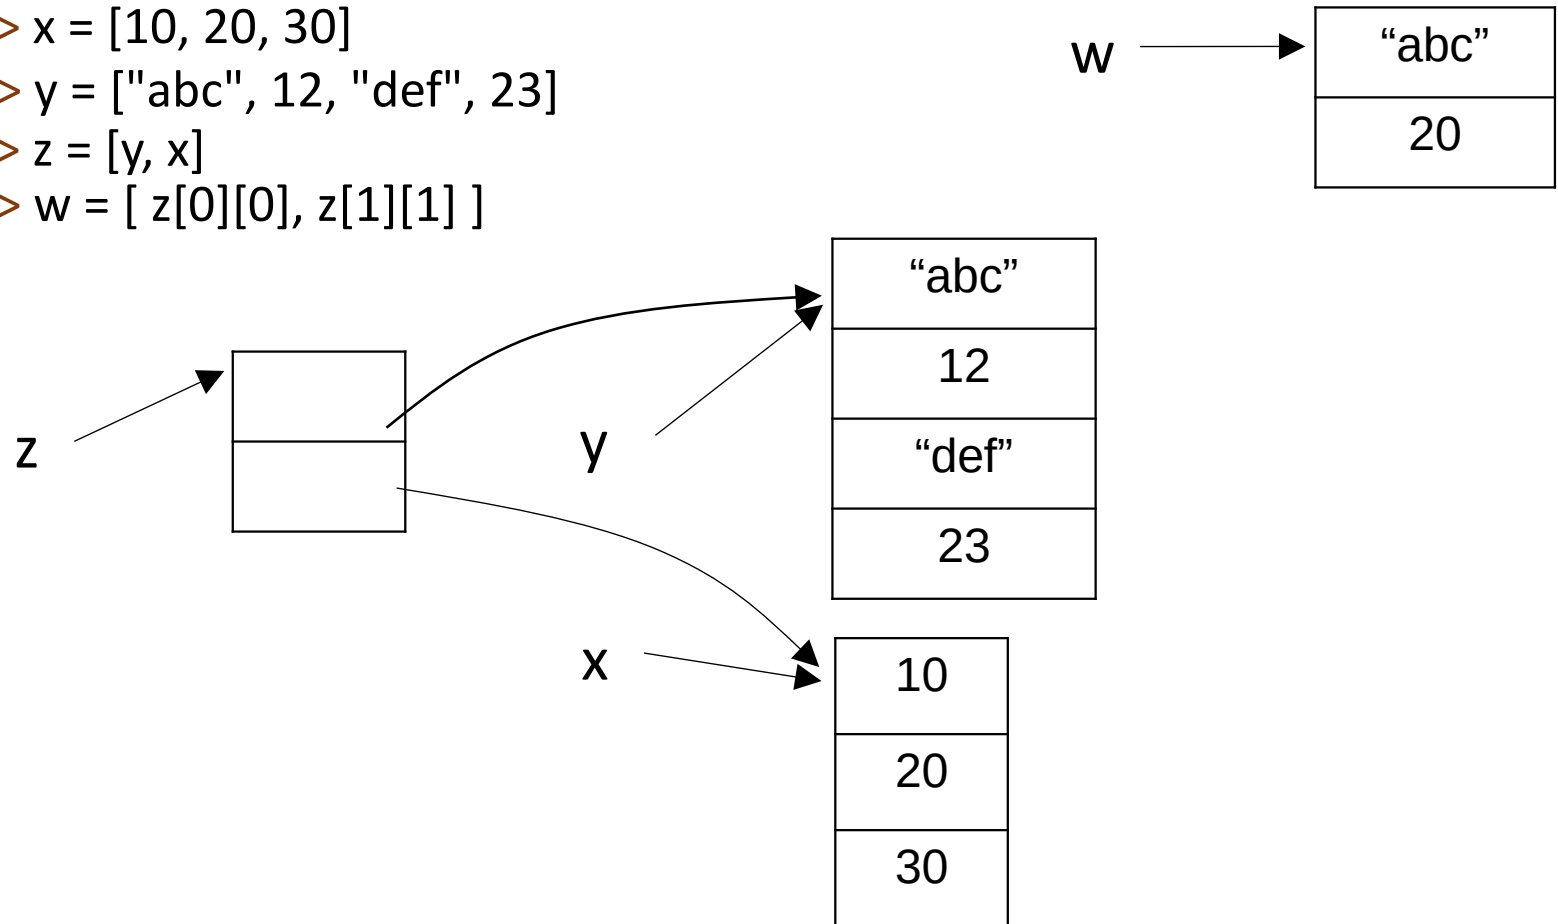 > x = [10, 20, 30]
> y = ["abc", 12, "def", 23]
> z = [y, x]
> w = [ z[0][0], z[1][1] ]
w
“abc”
20
“abc”
12
“def”
23
z
y
x
10
20
30